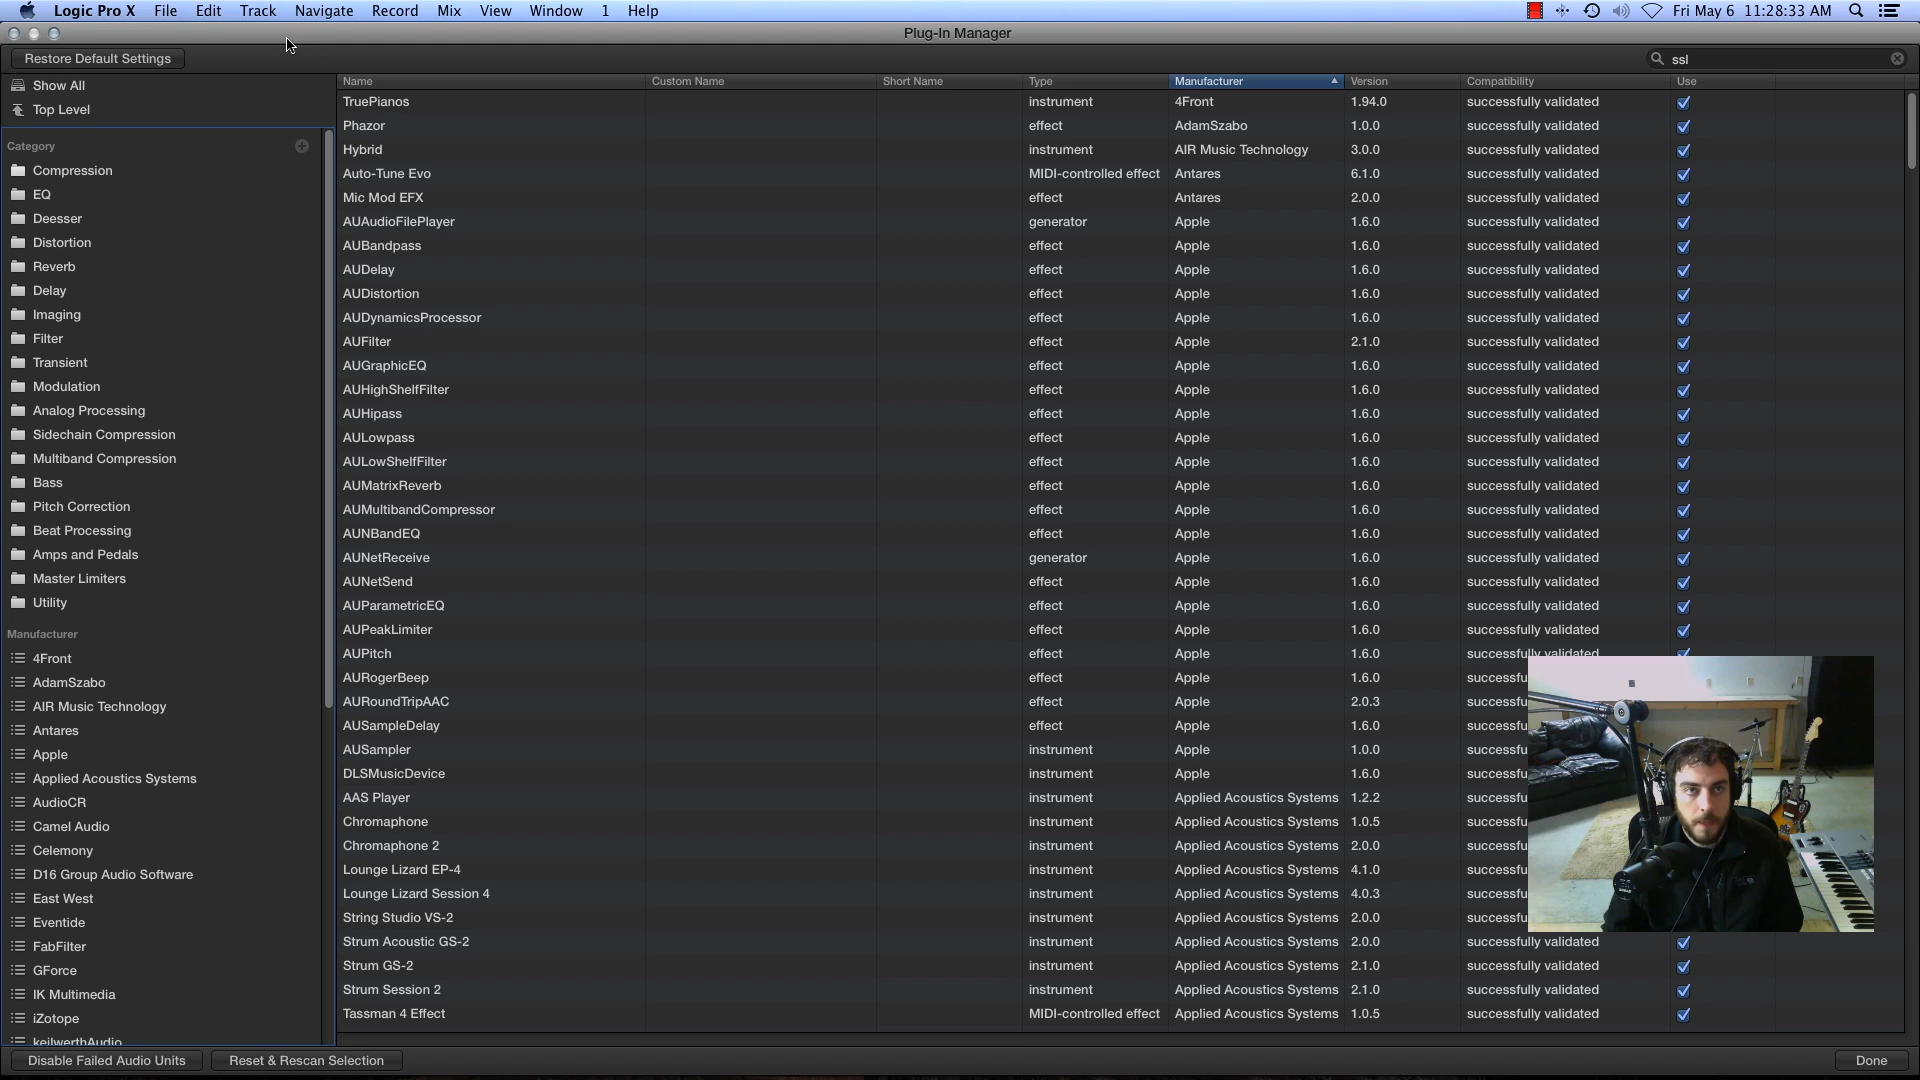 Logic Pro X File Edit Track Navigate Record Mix View Window 1 Help Fri May 6 11:28:33 AM
Plug-In Manager
Restore Default Settings ssl
Show All
Top Level
Category
Compression
EQ
Deesser
Distortion
Reverb
Delay
Imaging
Filter
Transient
Modulation
Analog Processing
Sidechain Compression
Multiband Compression
Bass
Pitch Correction
Beat Processing
Amps and Pedals
Master Limiters
Utility
Manufacturer
4Front
AdamSzabo
AIR Music Technology
Antares
Apple
Applied Acoustics Systems
AudioCR
Camel Audio
Celemony
D16 Group Audio Software
East West
Eventide
FabFilter
GForce
IK Multimedia
iZotope
keilwerthAudio
Name Custom Name Short Name Type Manufacturer Version Compatibility Use
TruePianos instrument 4Front 1.94.0 successfully validated
Phazor effect AdamSzabo 1.0.0 successfully validated
Hybrid instrument AIR Music Technology 3.0.0 successfully validated
Auto-Tune Evo MIDI-controlled effect Antares 6.1.0 successfully validated
Mic Mod EFX effect Antares 2.0.0 successfully validated
AUAudioFilePlayer generator Apple 1.6.0 successfully validated
AUBandpass effect Apple 1.6.0 successfully validated
AUDelay effect Apple 1.6.0 successfully validated
AUDistortion effect Apple 1.6.0 successfully validated
AUDynamicsProcessor effect Apple 1.6.0 successfully validated
AUFilter effect Apple 2.1.0 successfully validated
AUGraphicEQ effect Apple 1.6.0 successfully validated
AUHighShelfFilter effect Apple 1.6.0 successfully validated
AUHipass effect Apple 1.6.0 successfully validated
AULowpass effect Apple 1.6.0 successfully validated
AULowShelfFilter effect Apple 1.6.0 successfully validated
AUMatrixReverb effect Apple 1.6.0 successfully validated
AUMultibandCompressor effect Apple 1.6.0 successfully validated
AUNBandEQ effect Apple 1.6.0 successfully validated
AUNetReceive generator Apple 1.6.0 successfully validated
AUNetSend effect Apple 1.6.0 successfully validated
AUParametricEQ effect Apple 1.6.0 successfully validated
AUPeakLimiter effect Apple 1.6.0 successfully validated
AUPitch effect Apple 1.6.0 successfully validated
AURogerBeep effect Apple 1.6.0 successfu
AURoundTripAAC effect Apple 2.0.3 successfu
AUSampleDelay effect Apple 1.6.0 successfu
AUSampler instrument Apple 1.0.0 successfu
DLSMusicDevice instrument Apple 1.6.0 successfu
AAS Player instrument Applied Acoustics Systems 1.2.2 successfu
Chromaphone instrument Applied Acoustics Systems 1.0.5 successfu
Chromaphone 2 instrument Applied Acoustics Systems 2.0.0 successfu
Lounge Lizard EP-4 instrument Applied Acoustics Systems 4.1.0 successfu
Lounge Lizard Session 4 instrument Applied Acoustics Systems 4.0.3 successfu
String Studio VS-2 instrument Applied Acoustics Systems 2.0.0 successfu
Strum Acoustic GS-2 instrument Applied Acoustics Systems 2.0.0 successfully validated
Strum GS-2 instrument Applied Acoustics Systems 2.1.0 successfully validated
Strum Session 2 instrument Applied Acoustics Systems 2.1.0 successfully validated
Tassman 4 Effect MIDI-controlled effect Applied Acoustics Systems 1.0.5 successfully validated
Disable Failed Audio Units Reset & Rescan Selection Done